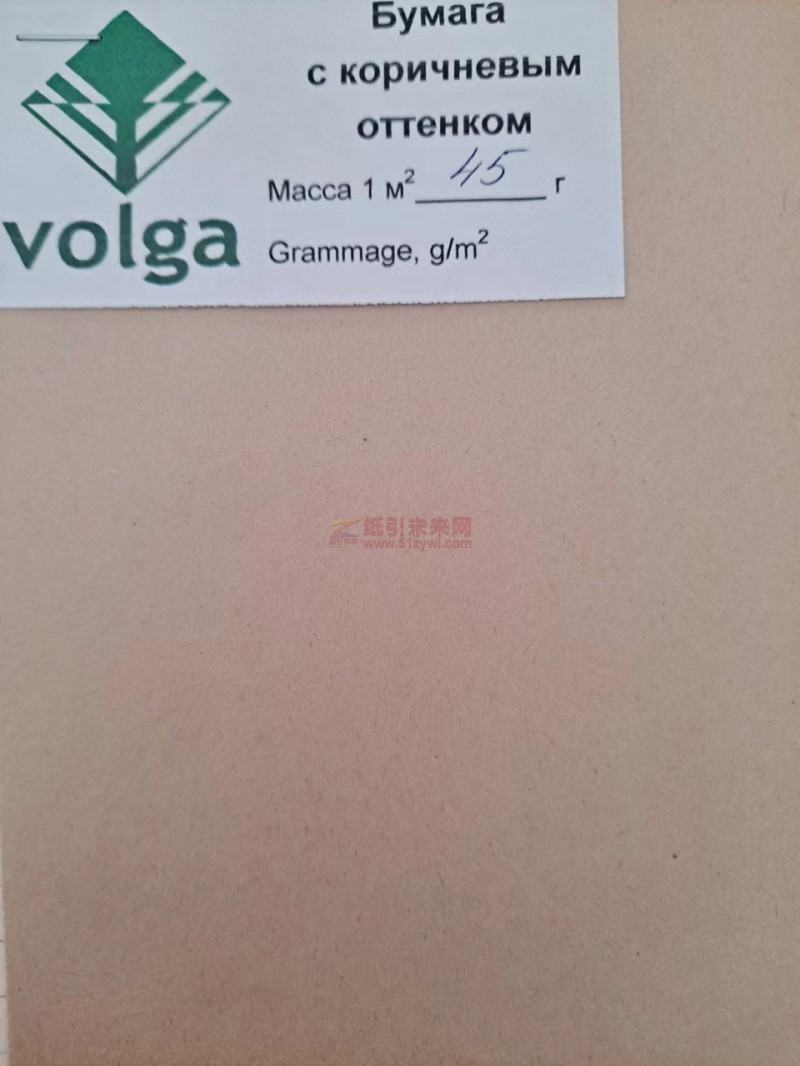 Бумага
с коричневым
оттенком
Масса 1 м² 45 г
volga
Grammage, g/m²
纸引未来网
www.51zywl.com